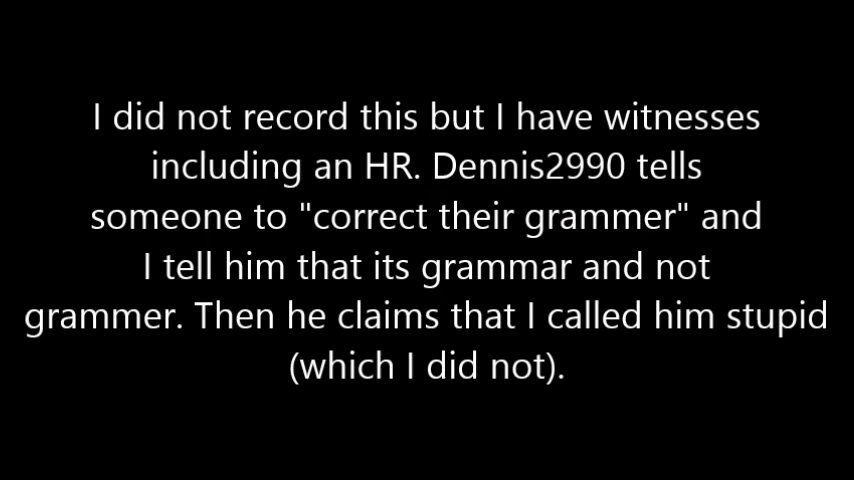 I did not record this but I have witnesses
including an HR. Dennis2990 tells
someone to "correct their grammer" and
I tell him that its grammar and not
grammer. Then he claims that I called him stupid
(which I did not).